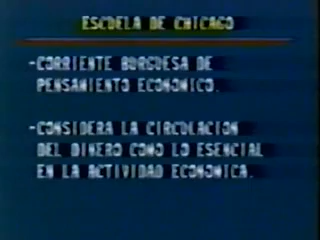 ESCUELA DE CHICAGO
-CORRIENTE BURGUESA DE
PENSAMIENTO ECONOMICO.
-CONSIDERA LA CIRCULACION
DEL DINERO COMO LO ESENCIAL
EN LA ACTIVIDAD ECONOMICA.